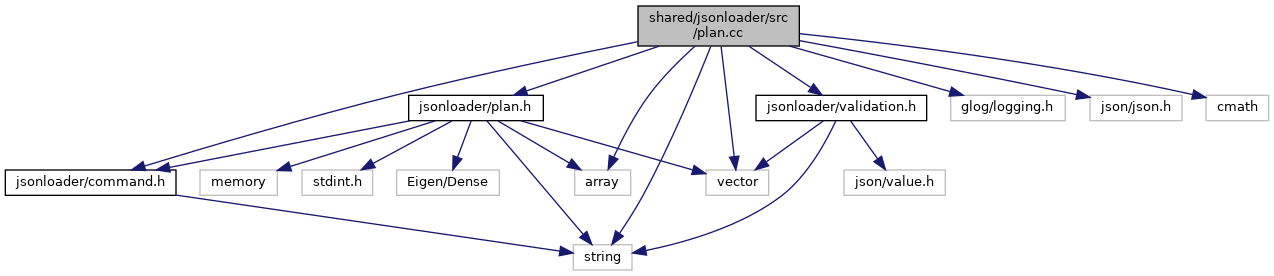 shared/jsonloader/src
/plan.cc
jsonloader/plan.h
jsonloader/validation.h
glog/logging.h
json/json.h
cmath
jsonloader/command.h
memory
stdint.h
Eigen/Dense
array
vector
json/value.h
string